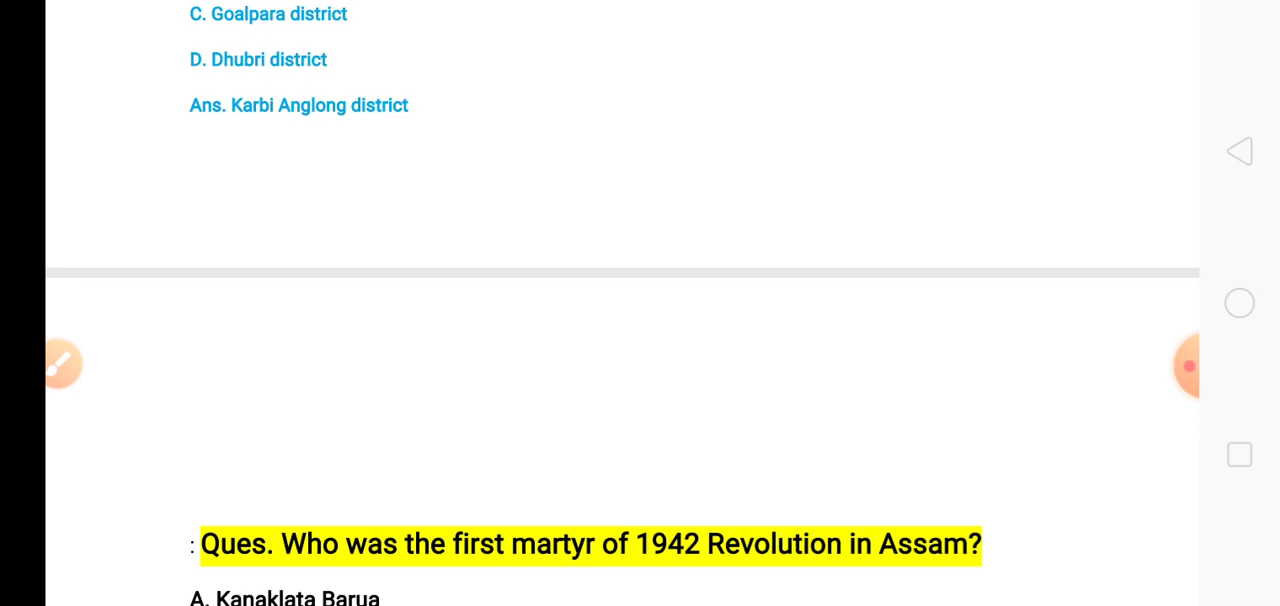 C. Goalpara district
D. Dhubri district
Ans. Karbi Anglong district
: Ques. Who was the first martyr of 1942 Revolution in Assam?
A. Kanaklata Barua